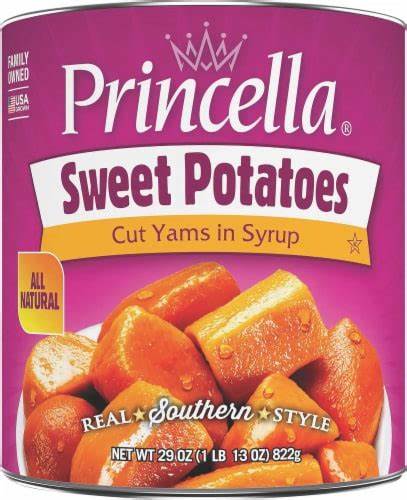 FAMILY
OWNED
USA
GROWN
Princella®
Sweet Potatoes
Cut Yams in Syrup
K
ALL
NATURAL
REAL ★ Southern ★ STYLE
NET WT 29 OZ (1 LB 13 OZ) 822g